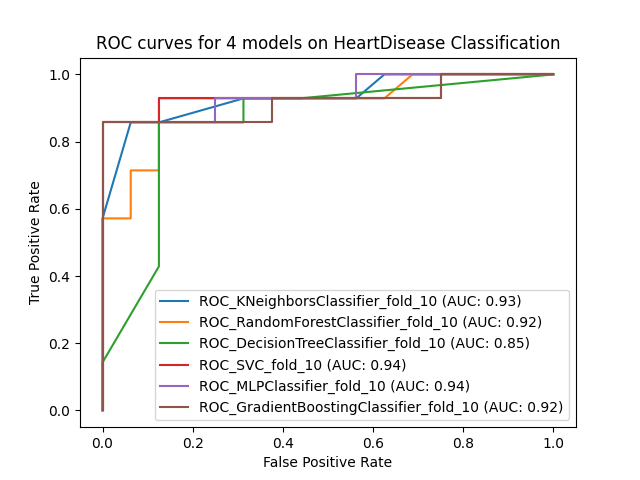 ROC curves for 4 models on HeartDisease Classification
1.0
0.8
0.6
0.4
0.2
0.0
True Positive Rate
ROC_KNeighborsClassifier_fold_10 (AUC: 0.93)
ROC_RandomForestClassifier_fold_10 (AUC: 0.92)
ROC_DecisionTreeClassifier_fold_10 (AUC: 0.85)
ROC_SVC_fold_10 (AUC: 0.94)
ROC_MLPClassifier_fold_10 (AUC: 0.94)
ROC_GradientBoostingClassifier_fold_10 (AUC: 0.92)
0.0 0.2 0.4 0.6 0.8 1.0
False Positive Rate